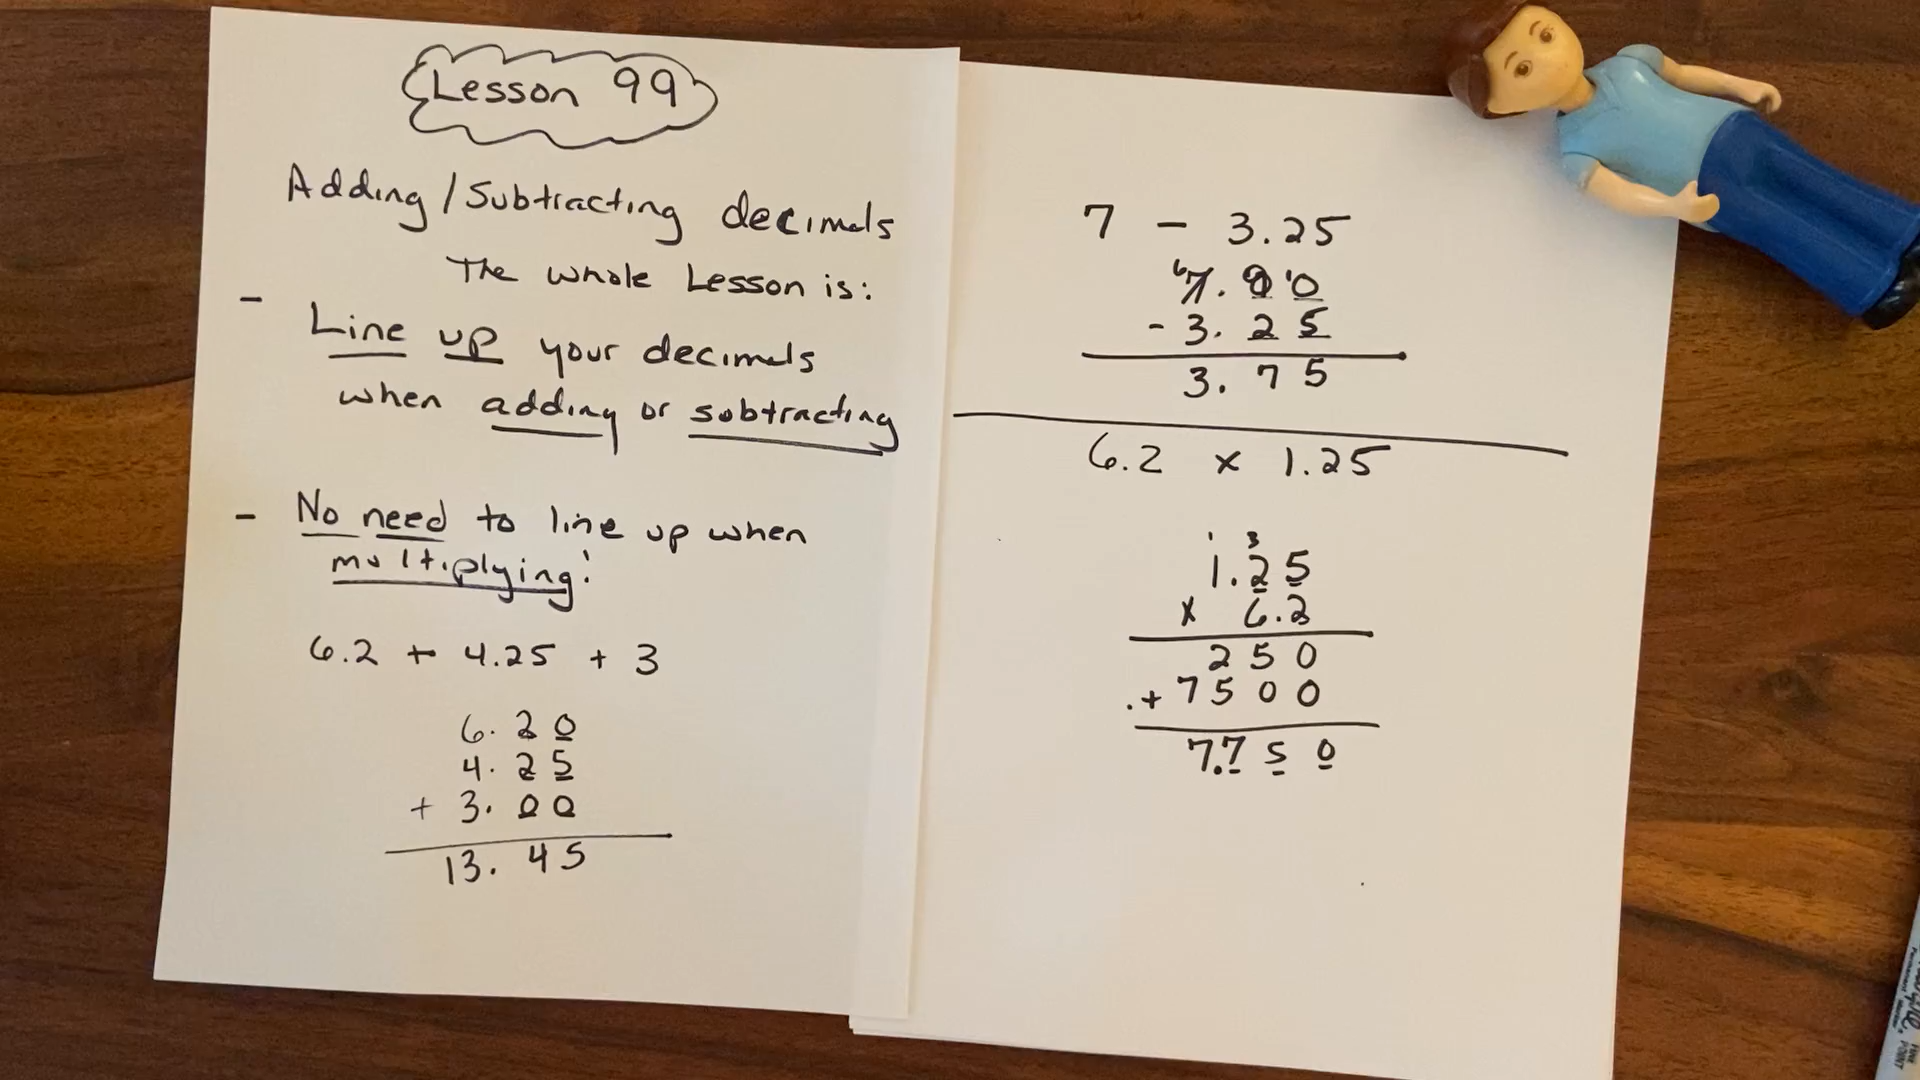 Lesson 99
Adding/Subtracting decimals
The whole Lesson is:
- Line up your decimals
when adding or subtracting
- No need to line up when
multiplying!
6.2 + 4.25 + 3
6.20
4.25
+ 3.00
13.45
7 - 3.25
7.00
- 3.25
3.75
6.2 x 1.25
1 3
1.25
x 6.2
250
+ 7500
7.750